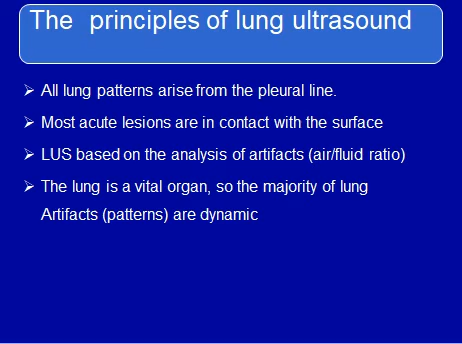 The  principles of lung ultrasound
➢ All lung patterns arise from the pleural line.
➢ Most acute lesions are in contact with the surface
➢ LUS based on the analysis of artifacts (air/fluid ratio)
➢ The lung is a vital organ, so the majority of lung
Artifacts (patterns) are dynamic